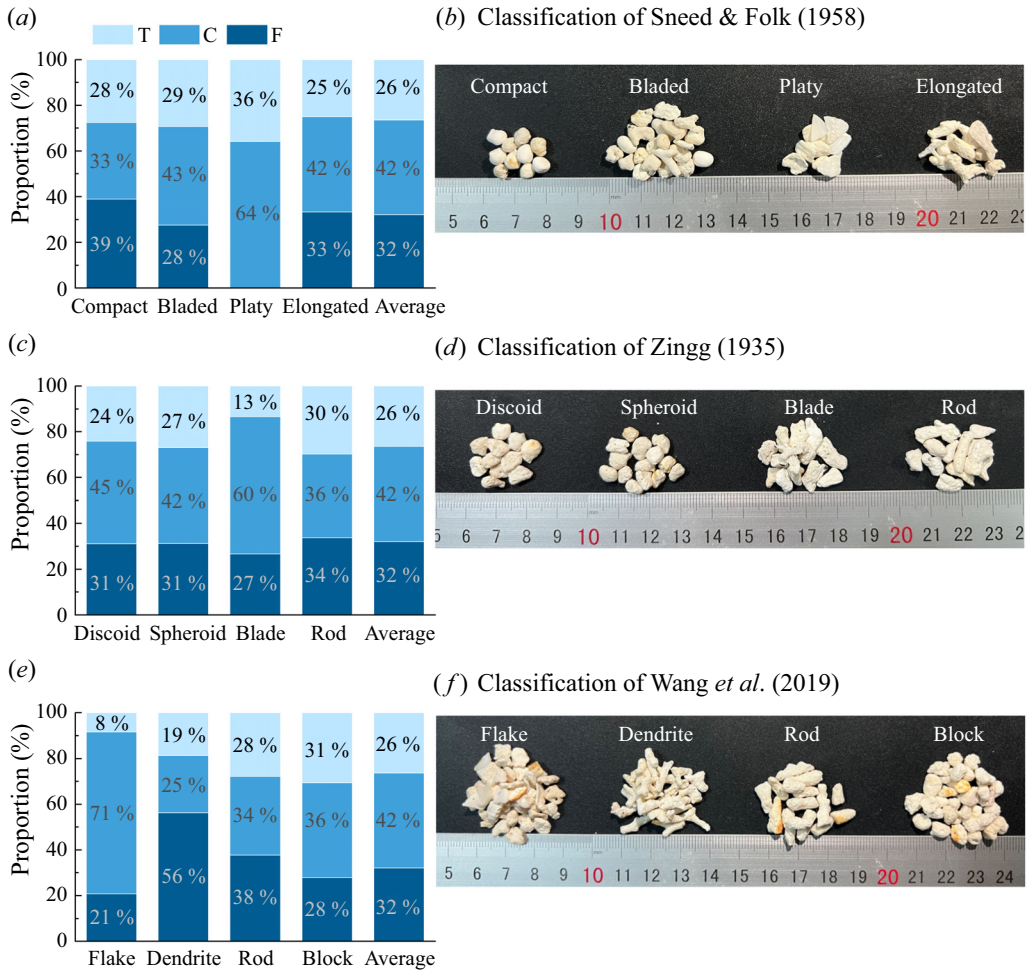 (a)
T C F
Proportion (%)
100
80
60
40
20
0
28 % 29 % 36 % 25 % 26 %
33 % 43 % 64 % 42 % 42 %
39 % 28 % 33 % 32 %
Compact Bladed Platy Elongated Average
(b) Classification of Sneed & Folk (1958)
Compact Bladed Platy Elongated
mm
5 6 7 8 9 10 11 12 13 14 15 16 17 18 19 20 21 22 23
(c)
Proportion (%)
100
80
60
40
20
0
24 % 27 % 13 % 30 % 26 %
45 % 42 % 60 % 36 % 42 %
31 % 31 % 27 % 34 % 32 %
Discoid Spheroid Blade Rod Average
(d) Classification of Zingg (1935)
Discoid Spheroid Blade Rod
mm
5 6 7 8 9 10 11 12 13 14 15 16 17 18 19 20 21 22 23 2
(e)
Proportion (%)
100
80
60
40
20
0
8 % 19 % 28 % 31 % 26 %
71 % 25 % 34 % 36 % 42 %
21 % 56 % 38 % 28 % 32 %
Flake Dendrite Rod Block Average
(f) Classification of Wang et al. (2019)
Flake Dendrite Rod Block
mm
5 6 7 8 9 10 11 12 13 14 15 16 17 18 19 20 21 22 23 24